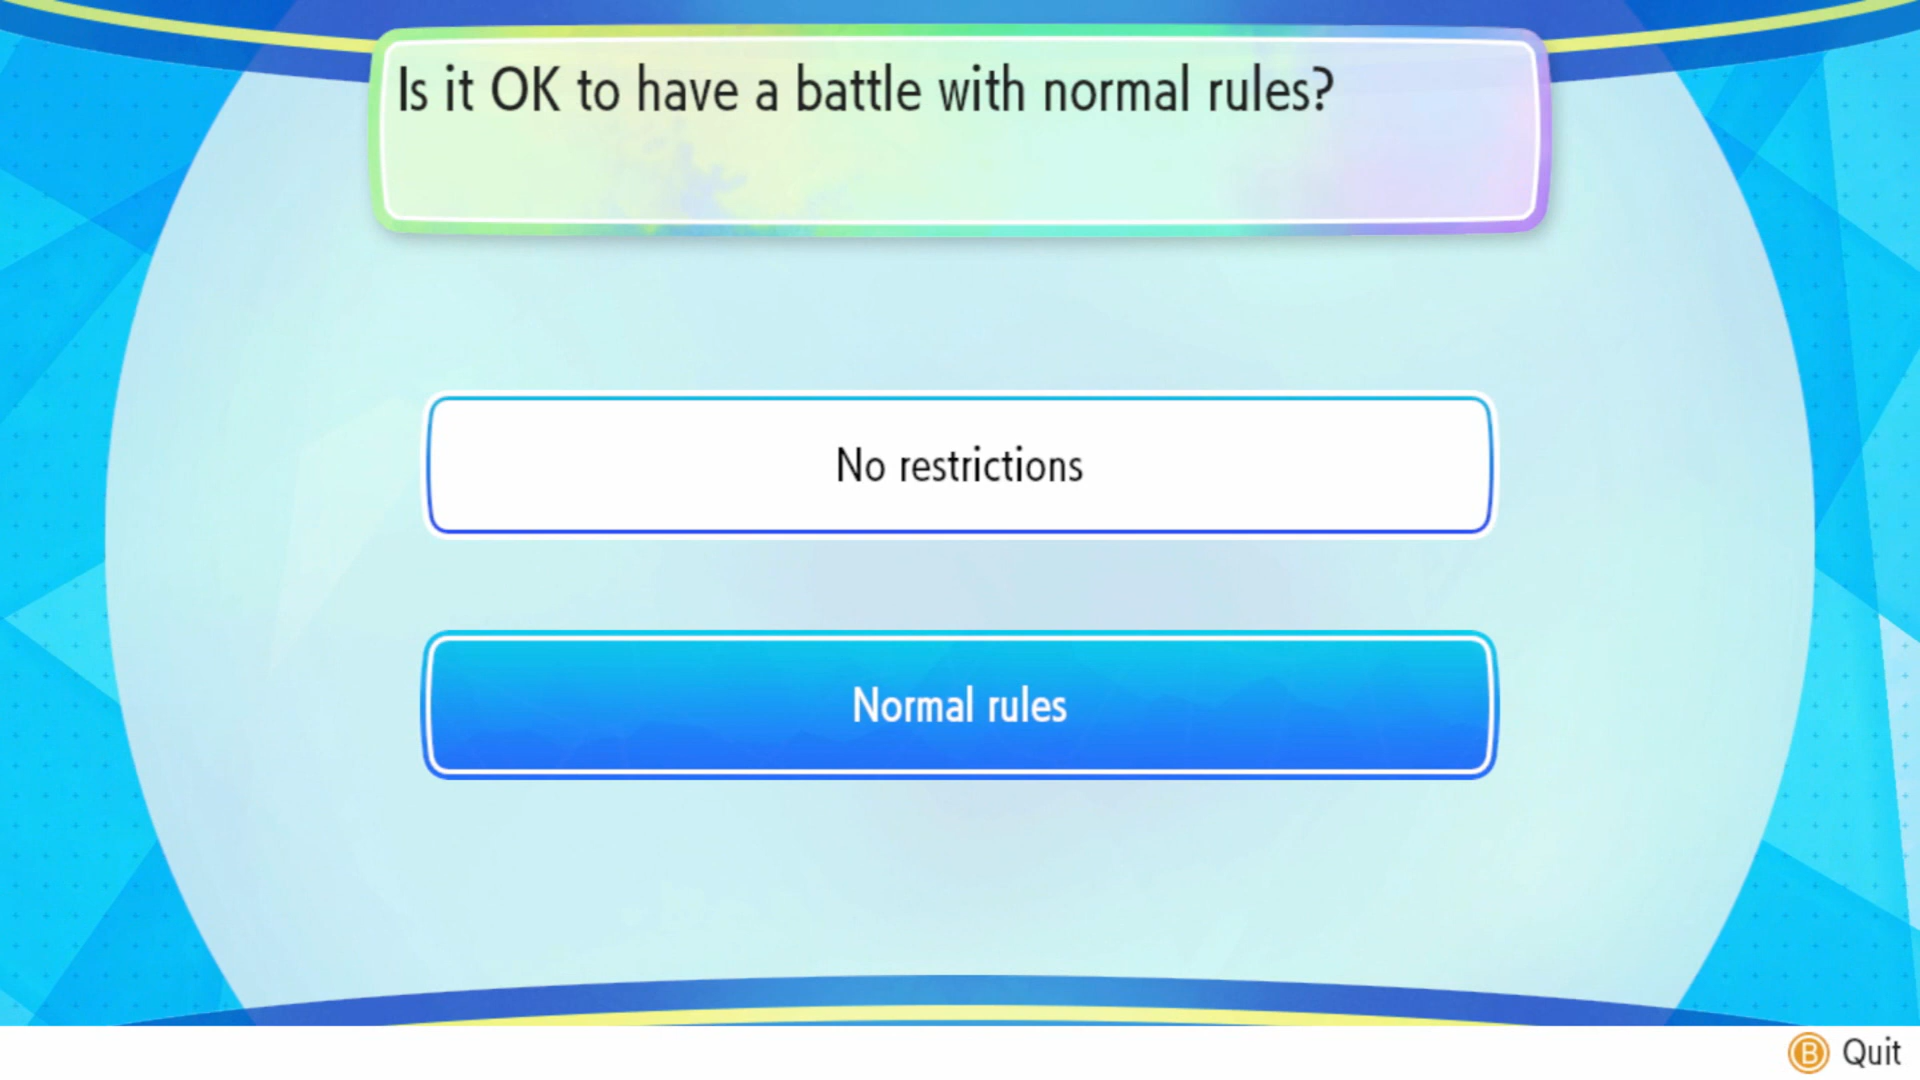 Is it OK to have a battle with normal rules?
No restrictions
Normal rules
B Quit